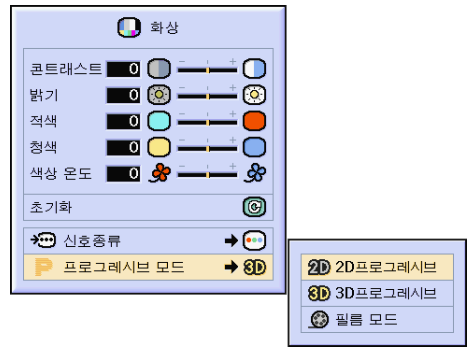 화상
콘트래스트 0
밝기 0
적색 0
청색 0
색상 온도 0
초기화
신호종류
P 프로그레시브 모드 3D
2D 2D프로그레시브
3D 3D프로그레시브
필름 모드